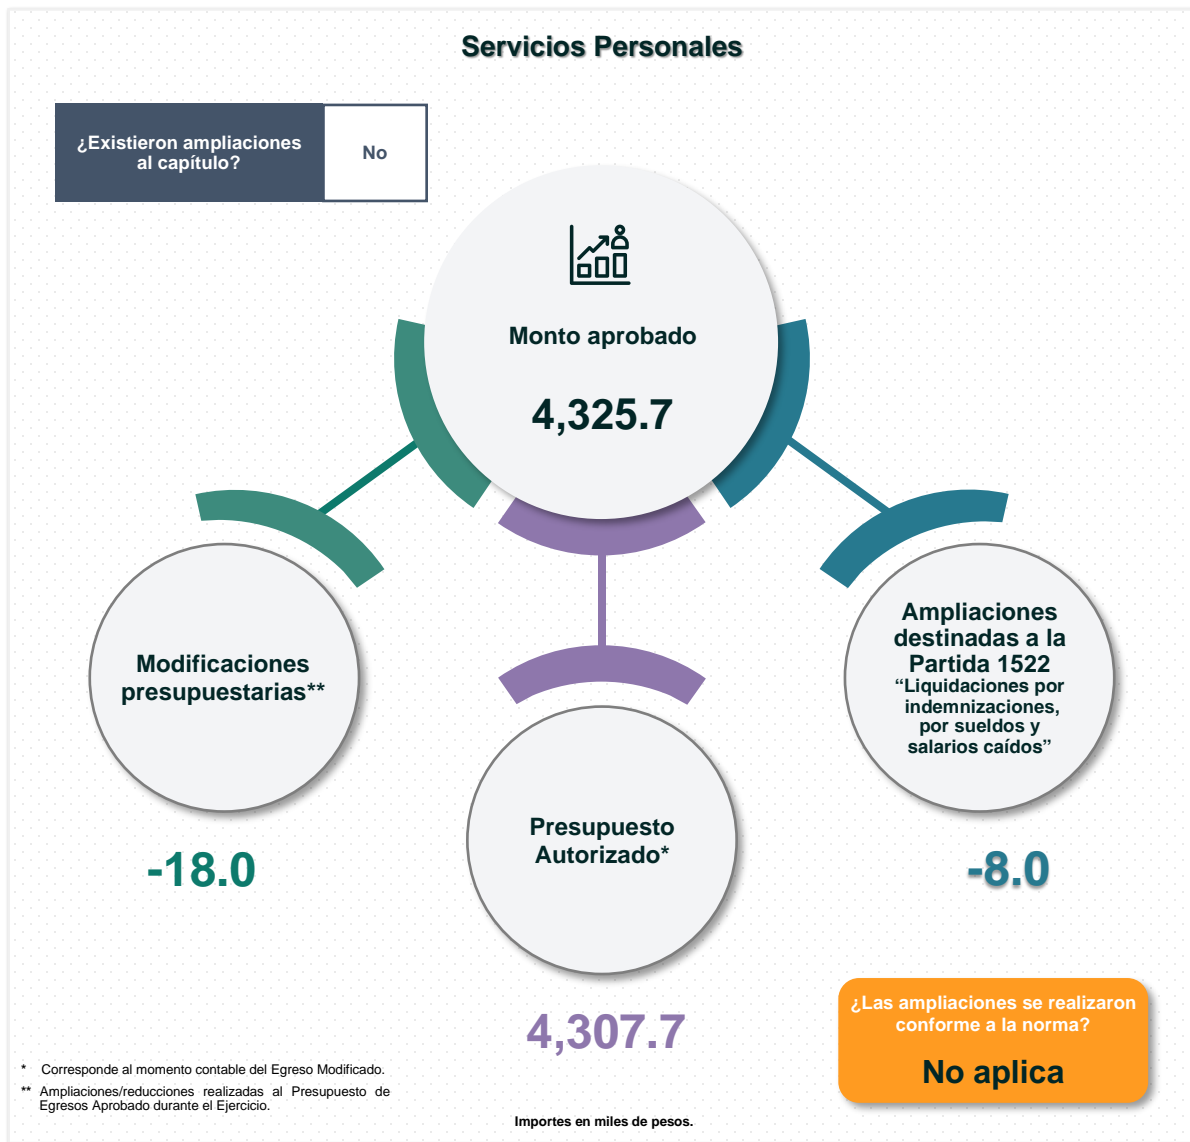 Servicios Personales
¿Existieron ampliaciones
al capítulo?
No
Monto aprobado
4,325.7
Modificaciones
presupuestarias**
-18.0
Presupuesto
Autorizado*
4,307.7
Ampliaciones
destinadas a la
Partida 1522
“Liquidaciones por
indemnizaciones,
por sueldos y
salarios caídos”
-8.0
¿Las ampliaciones se realizaron
conforme a la norma?
No aplica
* Corresponde al momento contable del Egreso Modificado.
** Ampliaciones/reducciones realizadas al Presupuesto de
Egresos Aprobado durante el Ejercicio.
Importes en miles de pesos.